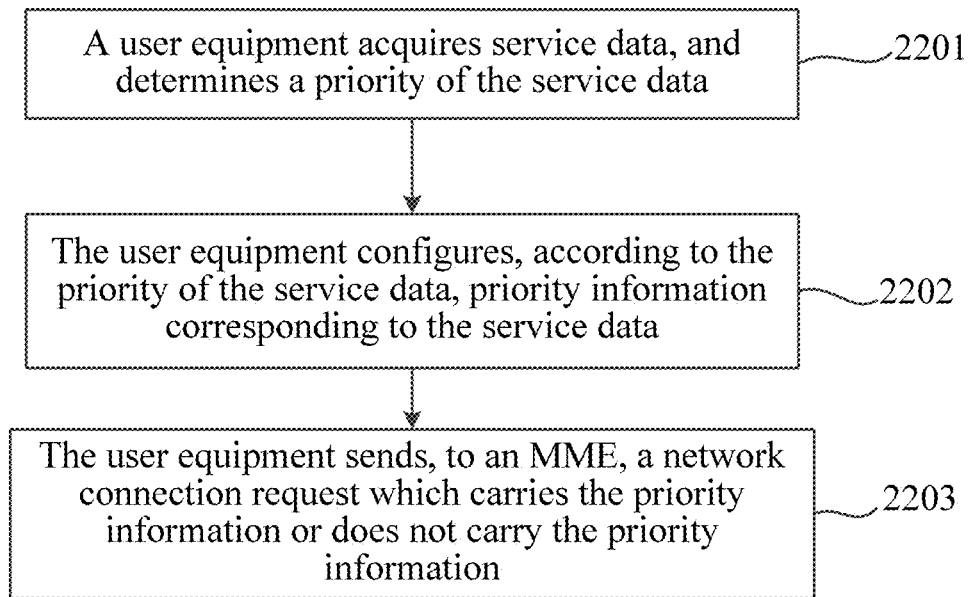 A user equipment acquires service data, and
determines a priority of the service data
2201
The user equipment configures, according to the
priority of the service data, priority information
corresponding to the service data
2202
The user equipment sends, to an MME, a network
connection request which carries the priority
information or does not carry the priority
information
2203